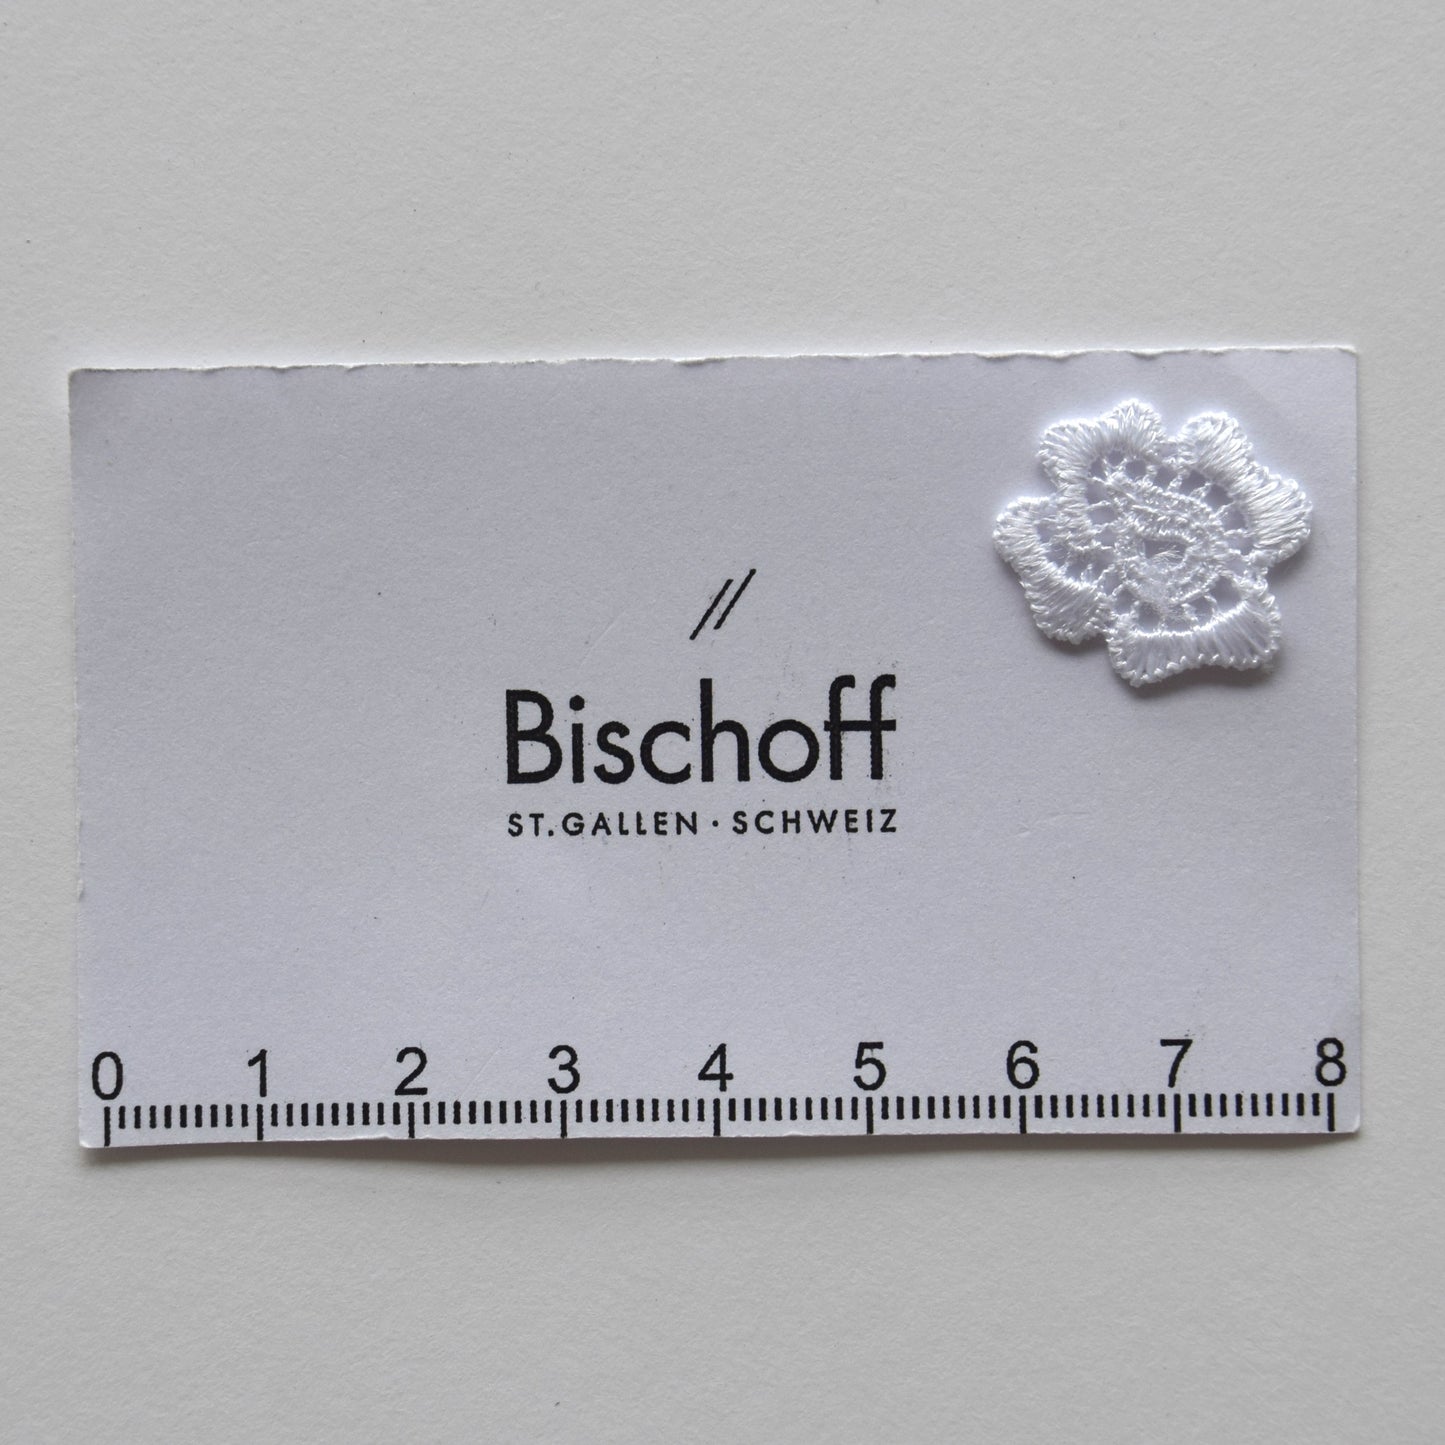 Bischoff
ST. GALLEN · SCHWEIZ
0 1 2 3 4 5 6 7 8